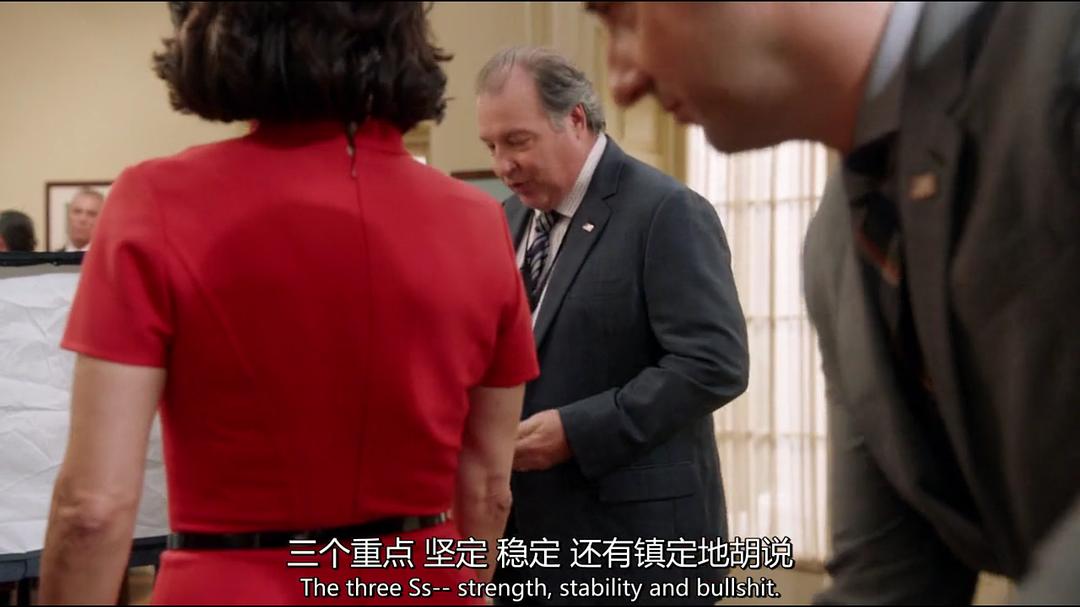 三个重点 坚定 稳定 还有镇定地胡说
The three Ss-- strength, stability and bullshit.